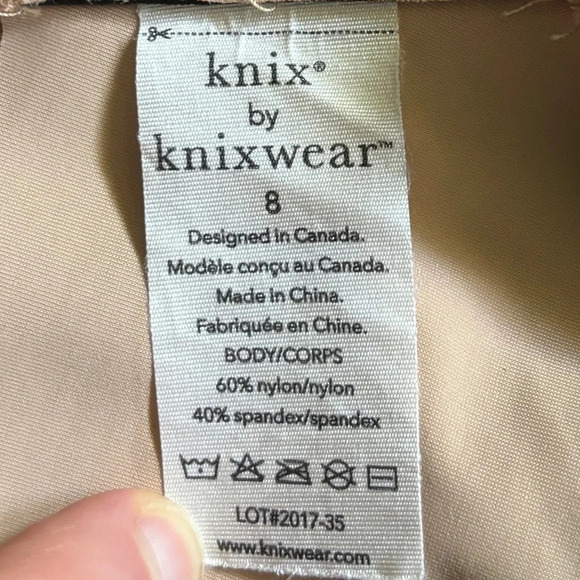 knix®
by
knixwear™
8
Designed in Canada.
Modèle conçu au Canada.
Made in China.
Fabriquée en Chine.
BODY/CORPS
60% nylon/nylon
40% spandex/spandex
LOT#2017-35
www.knixwear.com